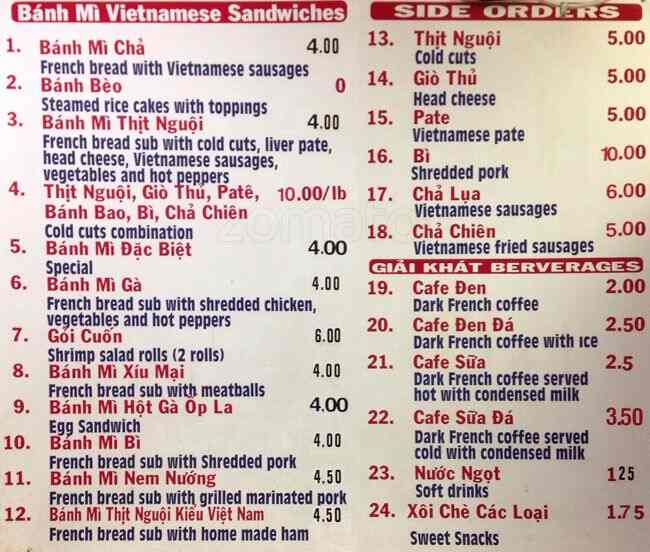 Bánh Mì Vietnamese Sandwiches
1. Bánh Mì Chả 4.00
French bread with Vietnamese sausages
2. Bánh Bèo 0
Steamed rice cakes with toppings
3. Bánh Mì Thịt Nguội 4.00
French bread sub with cold cuts, liver pate,
head cheese, Vietnamese sausages,
vegetables and hot peppers
4. Thịt Nguội, Giò Thủ, Patê, 10.00/lb
Bánh Bao, Bì, Chả Chiên
Cold cuts combination
5. Bánh Mì Đặc Biệt 4.00
Special
6. Bánh Mì Gà 4.00
French bread sub with shredded chicken,
vegetables and hot peppers
7. Gỏi Cuốn 6.00
Shrimp salad rolls (2 rolls)
8. Bánh Mì Xíu Mại 4.00
French bread sub with meatballs
9. Bánh Mì Hột Gà Ốp La 4.00
Egg Sandwich
10. Bánh Mì Bì 4.00
French bread sub with Shredded pork
11. Bánh Mì Nem Nướng 4.50
French bread sub with grilled marinated pork
12. Bánh Mì Thịt Nguội Kiểu Việt Nam 4.50
French bread sub with home made ham
SIDE ORDERS
13. Thịt Nguội 5.00
Cold cuts
14. Giò Thủ 5.00
Head cheese
15. Pate 5.00
Vietnamese pate
16. Bì 10.00
Shredded pork
17. Chả Lụa 6.00
Vietnamese sausages
18. Chả Chiên 5.00
Vietnamese fried sausages
GIẢI KHÁT BERVERAGES
19. Cafe Đen 2.00
Dark French coffee
20. Cafe Đen Đá 2.50
Dark French coffee with ice
21. Cafe Sữa 2.5
Dark French coffee served
hot with condensed milk
22. Cafe Sữa Đá 3.50
Dark French coffee served
cold with condensed milk
23. Nước Ngọt 1 25
Soft drinks
24. Xôi Chè Các Loại 1.75
Sweet Snacks
zomato